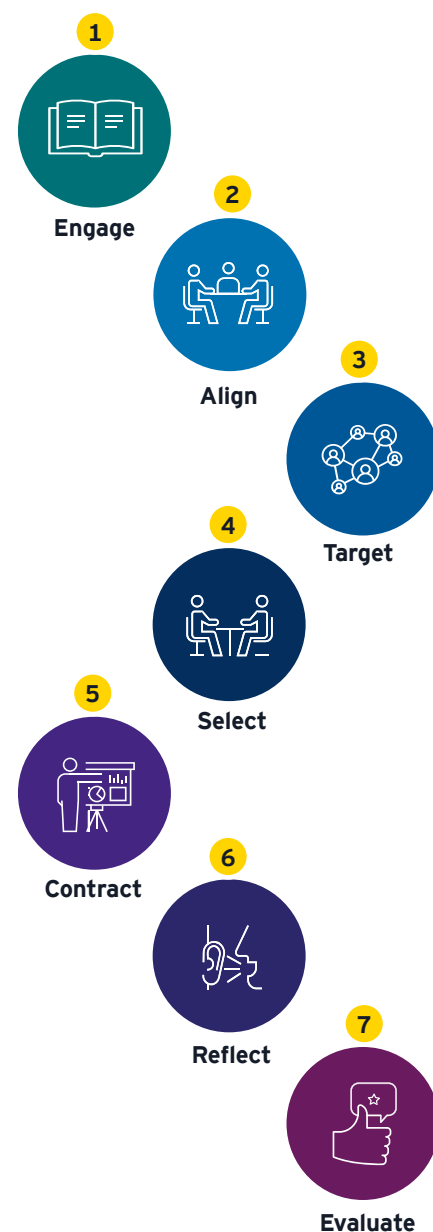 1
Engage
2
Align
3
Target
4
Select
5
Contract
6
Reflect
7
Evaluate